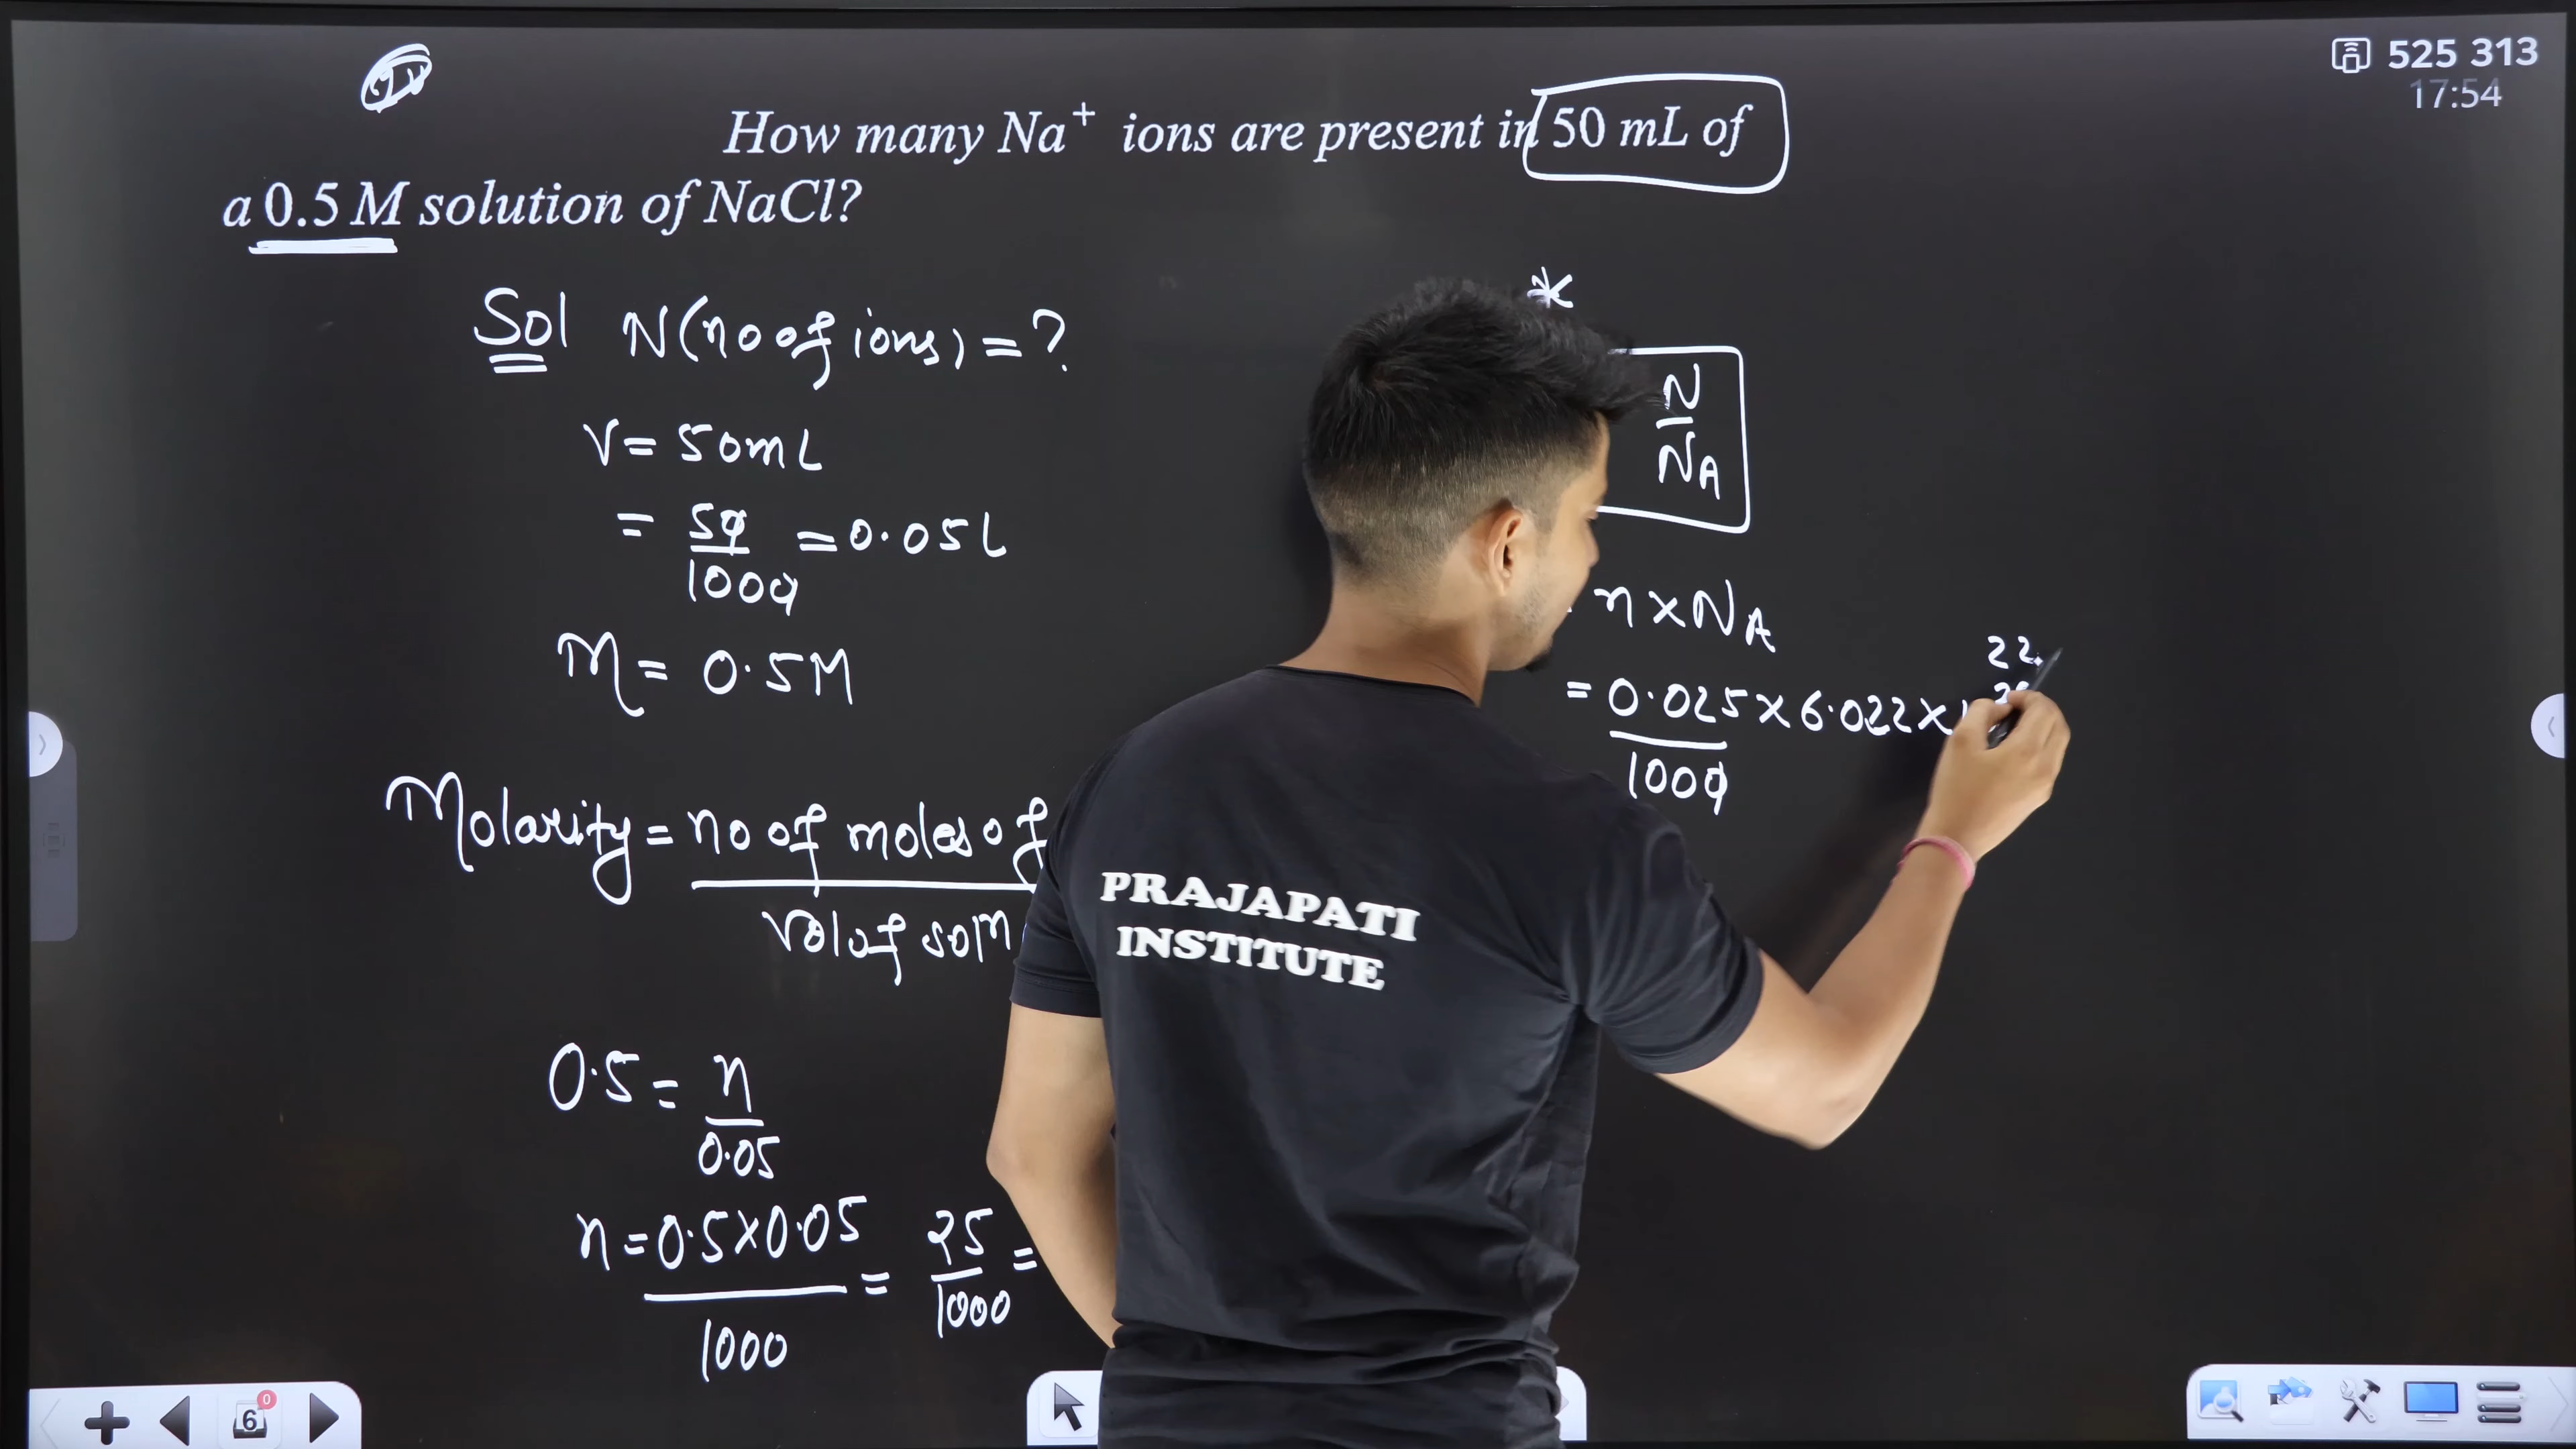 525 313
17:54
How many Na⁺ ions are present in 50 mL of
a 0.5 M solution of NaCl?
Sol N(no of ions) = ?
V = 50mL
= 50/1000 = 0.05L
M = 0.5M
Molarity = no of moles of
Vol of soln
0.5 = n/0.05
n = 0.5×0.05/1000 = 25/1000 =
*
N/NA
n × NA
= 0.025 × 6.022 ×
1000
22
PRAJAPATI
INSTITUTE
6
0